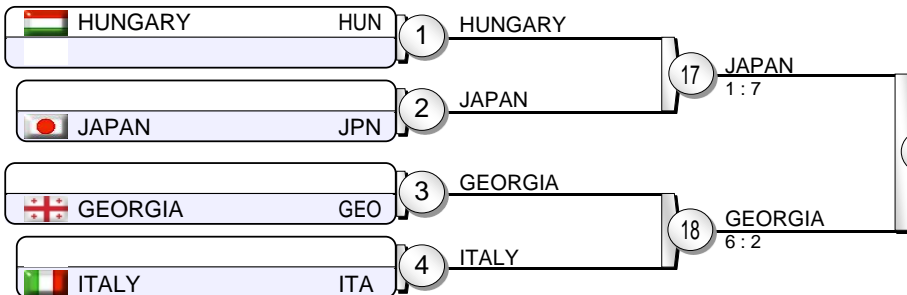 HUNGARY HUN
1
HUNGARY
17
JAPAN
1 : 7
2
JAPAN
JAPAN JPN
3
GEORGIA
GEORGIA GEO
18
GEORGIA
6 : 2
4
ITALY
ITALY ITA